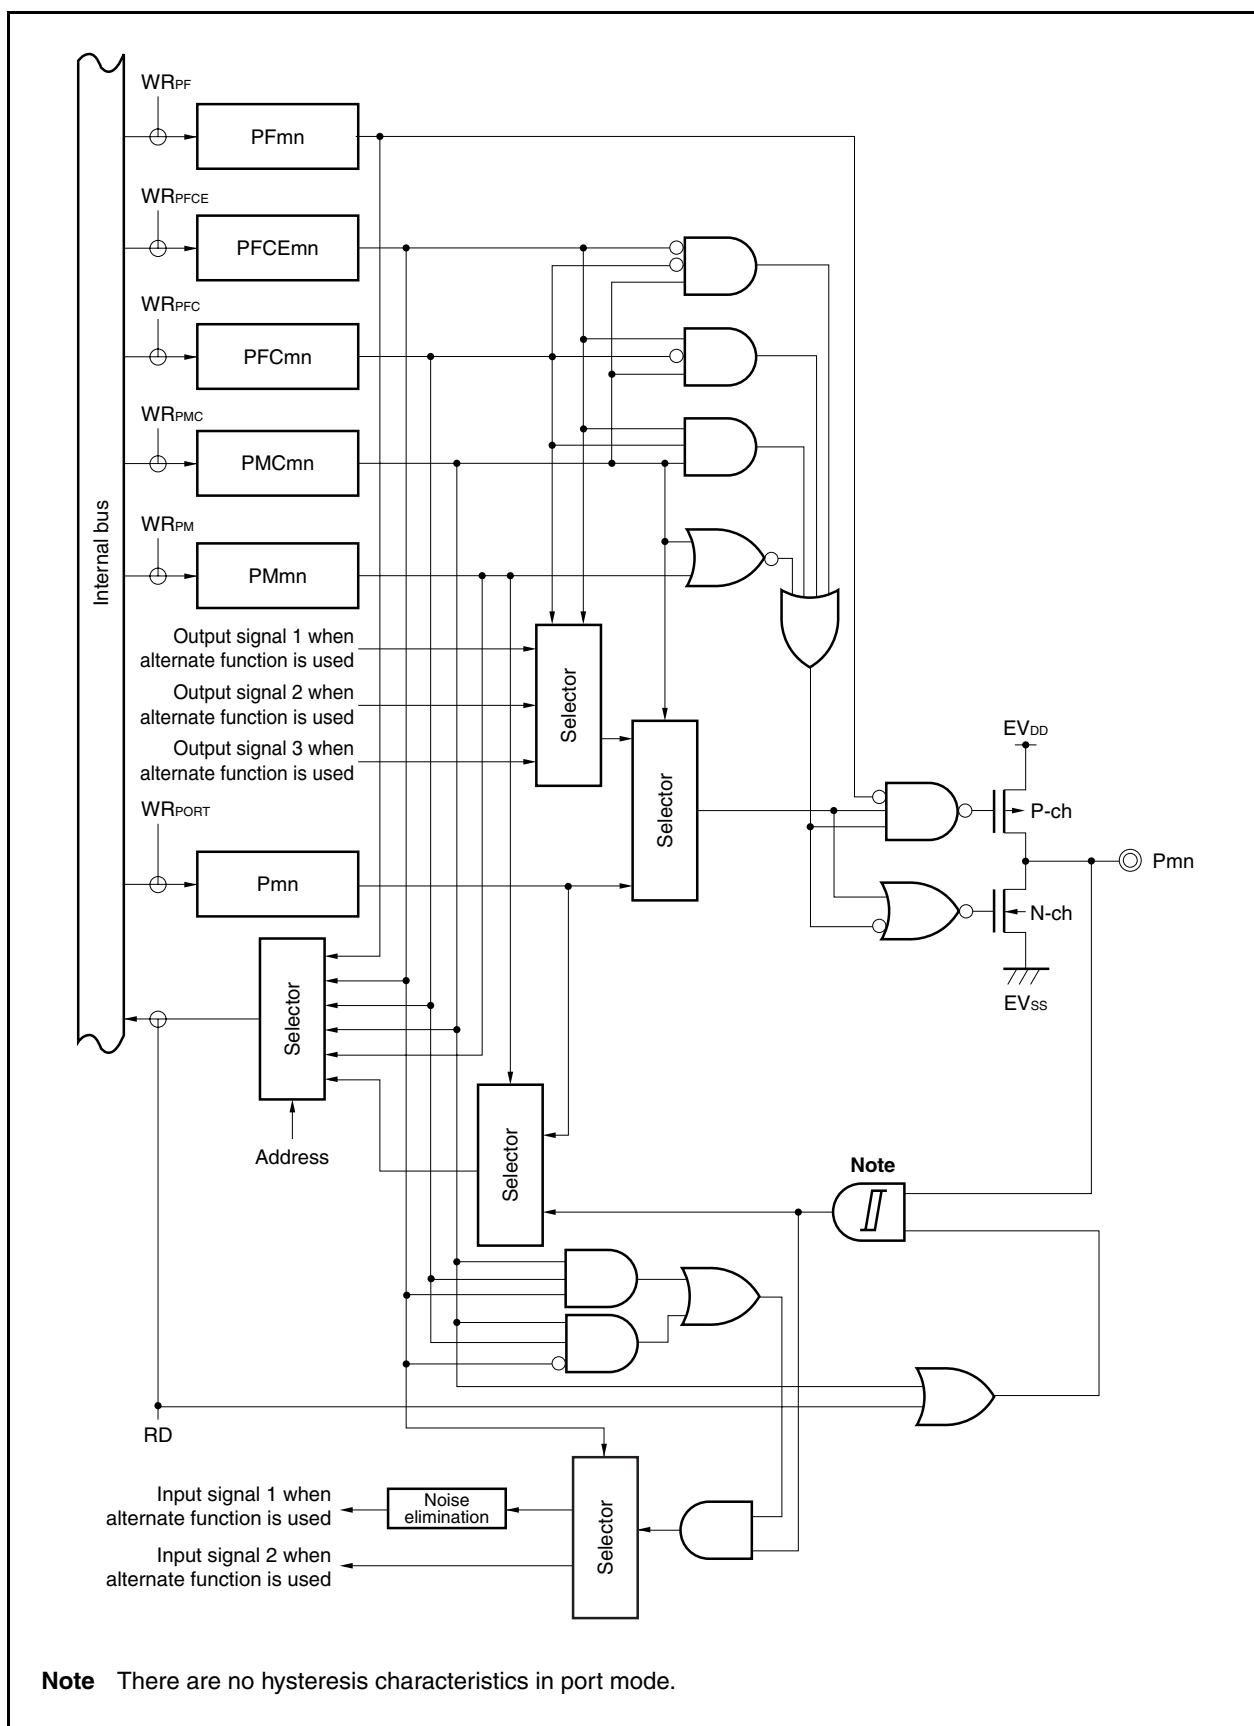 WRPF
PFmn
WRPFCE
PFCEmn
WRPFC
PFCmn
WRPMC
PMCmn
Internal bus
WRPM
PMmn
Output signal 1 when
alternate function is used
Output signal 2 when
alternate function is used
Output signal 3 when
alternate function is used
Selector
Selector
EVDD
P-ch
WRPORT
Pmn
Pmn
N-ch
EVSS
Selector
Address
Selector
Note
RD
Input signal 1 when
alternate function is used
Noise
elimination
Input signal 2 when
alternate function is used
Selector
Note There are no hysteresis characteristics in port mode.